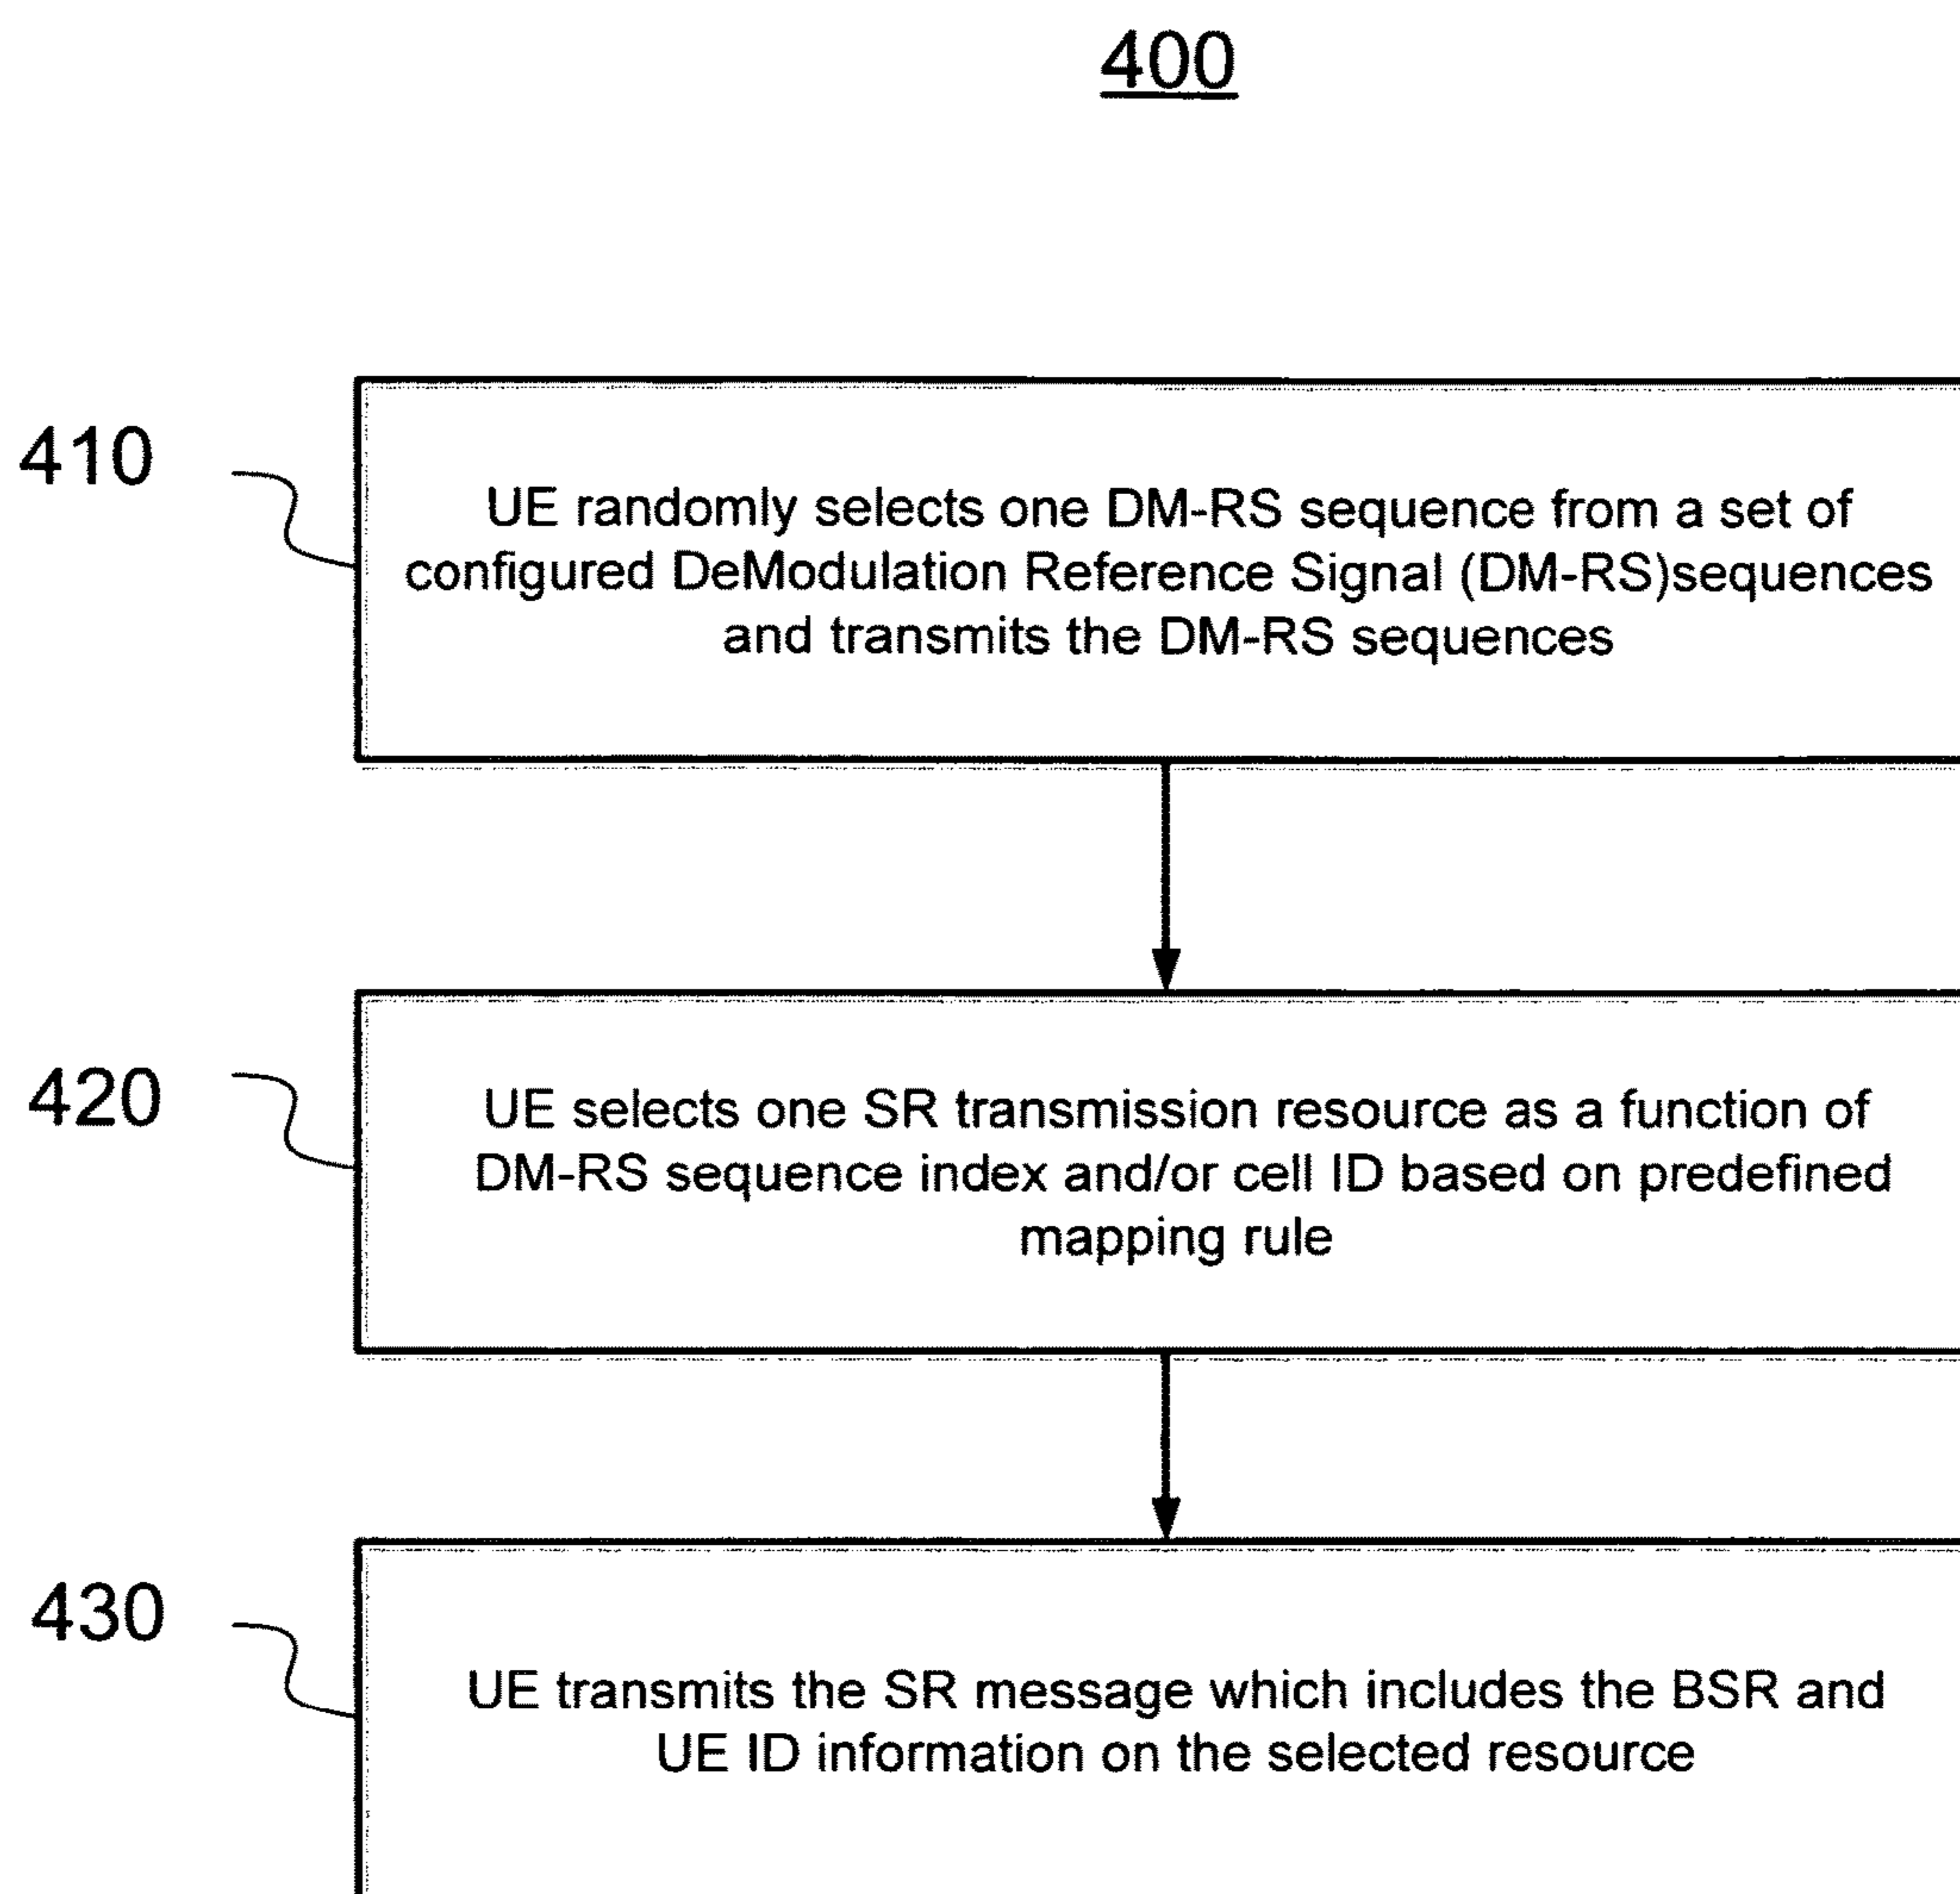 400
410
UE randomly selects one DM-RS sequence from a set of
configured DeModulation Reference Signal (DM-RS)sequences
and transmits the DM-RS sequences
420
UE selects one SR transmission resource as a function of
DM-RS sequence index and/or cell ID based on predefined
mapping rule
430
UE transmits the SR message which includes the BSR and
UE ID information on the selected resource